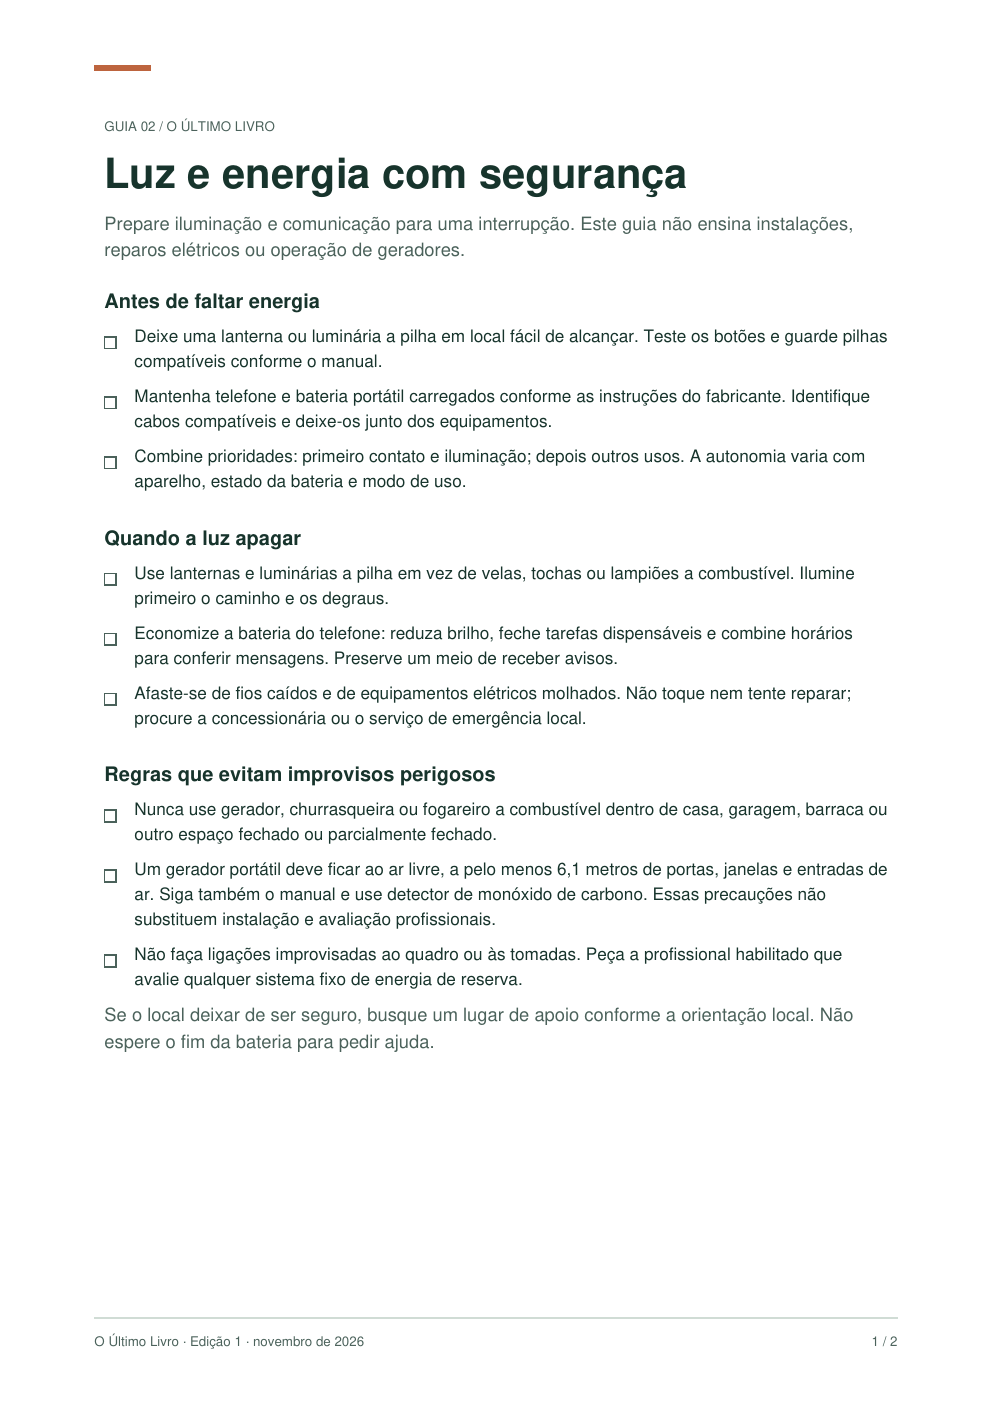 GUIA 02 / O ÚLTIMO LIVRO
Luz e energia com segurança
Prepare iluminação e comunicação para uma interrupção. Este guia não ensina instalações,
reparos elétricos ou operação de geradores.
Antes de faltar energia
Deixe uma lanterna ou luminária a pilha em local fácil de alcançar. Teste os botões e guarde pilhas
compatíveis conforme o manual.
Mantenha telefone e bateria portátil carregados conforme as instruções do fabricante. Identifique
cabos compatíveis e deixe-os junto dos equipamentos.
Combine prioridades: primeiro contato e iluminação; depois outros usos. A autonomia varia com
aparelho, estado da bateria e modo de uso.
Quando a luz apagar
Use lanternas e luminárias a pilha em vez de velas, tochas ou lampiões a combustível. Ilumine
primeiro o caminho e os degraus.
Economize a bateria do telefone: reduza brilho, feche tarefas dispensáveis e combine horários
para conferir mensagens. Preserve um meio de receber avisos.
Afaste-se de fios caídos e de equipamentos elétricos molhados. Não toque nem tente reparar;
procure a concessionária ou o serviço de emergência local.
Regras que evitam improvisos perigosos
Nunca use gerador, churrasqueira ou fogareiro a combustível dentro de casa, garagem, barraca ou
outro espaço fechado ou parcialmente fechado.
Um gerador portátil deve ficar ao ar livre, a pelo menos 6,1 metros de portas, janelas e entradas de
ar. Siga também o manual e use detector de monóxido de carbono. Essas precauções não
substituem instalação e avaliação profissionais.
Não faça ligações improvisadas ao quadro ou às tomadas. Peça a profissional habilitado que
avalie qualquer sistema fixo de energia de reserva.
Se o local deixar de ser seguro, busque um lugar de apoio conforme a orientação local. Não
espere o fim da bateria para pedir ajuda.
O Último Livro · Edição 1 · novembro de 2026
1 / 2